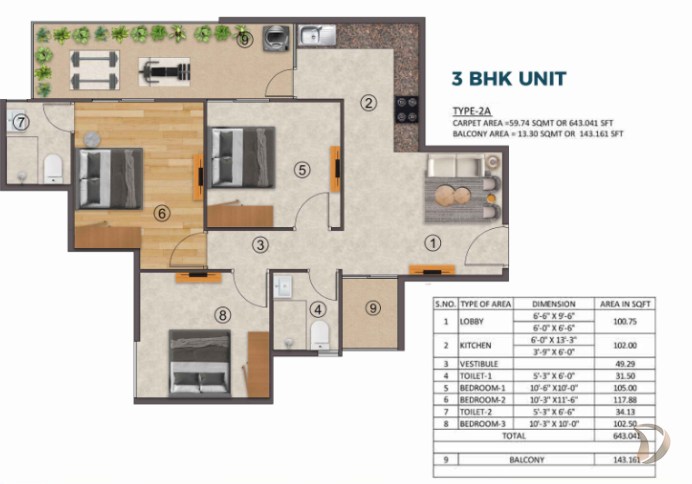 3 BHK UNIT
TYPE-2A
CARPET AREA =59.74 SQMT OR 643.041 SFT
BALCONY AREA = 13.30 SQMT OR 143.161 SFT
9
2
7
5
6
3
1
4
9
8
S.NO. TYPE OF AREA DIMENSION AREA IN SQFT
1 LOBBY 6'-6" X 9'-6" 100.75
6'-0" X 6'-6"
2 KITCHEN 6'-0" X 13'-3" 102.00
3'-9" X 6'-0"
3 VESTIBULE 49.29
4 TOILET-1 5'-3" X 6'-0" 31.50
5 BEDROOM-1 10'-6"X10'-0" 105.00
6 BEDROOM-2 10'-3"X11'-6" 117.88
7 TOILET-2 5'-3" X 6'-6" 34.13
8 BEDROOM-3 10'-3" X 10'-0" 102.50
TOTAL 643.041
9 BALCONY 143.161